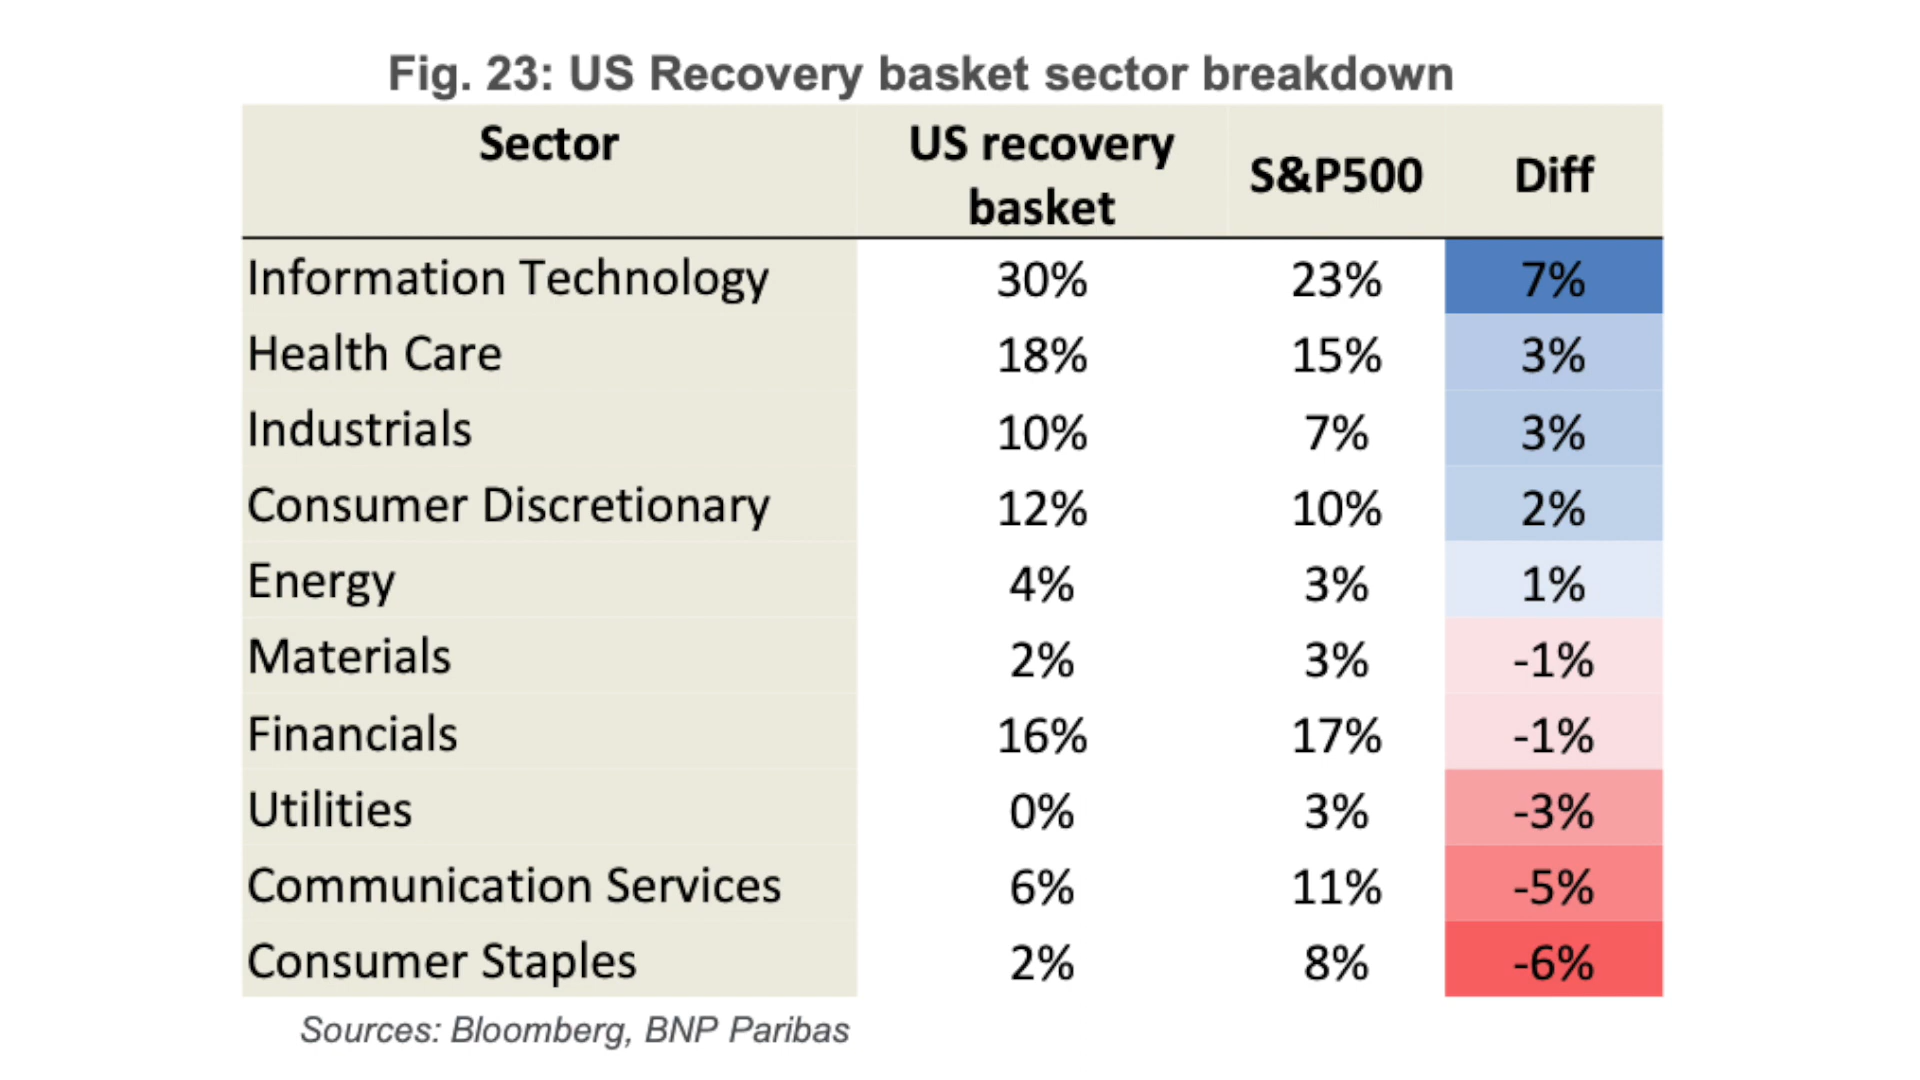 Fig. 23: US Recovery basket sector breakdown
Sector US recovery basket S&P500 Diff
Information Technology 30% 23% 7%
Health Care 18% 15% 3%
Industrials 10% 7% 3%
Consumer Discretionary 12% 10% 2%
Energy 4% 3% 1%
Materials 2% 3% -1%
Financials 16% 17% -1%
Utilities 0% 3% -3%
Communication Services 6% 11% -5%
Consumer Staples 2% 8% -6%
Sources: Bloomberg, BNP Paribas